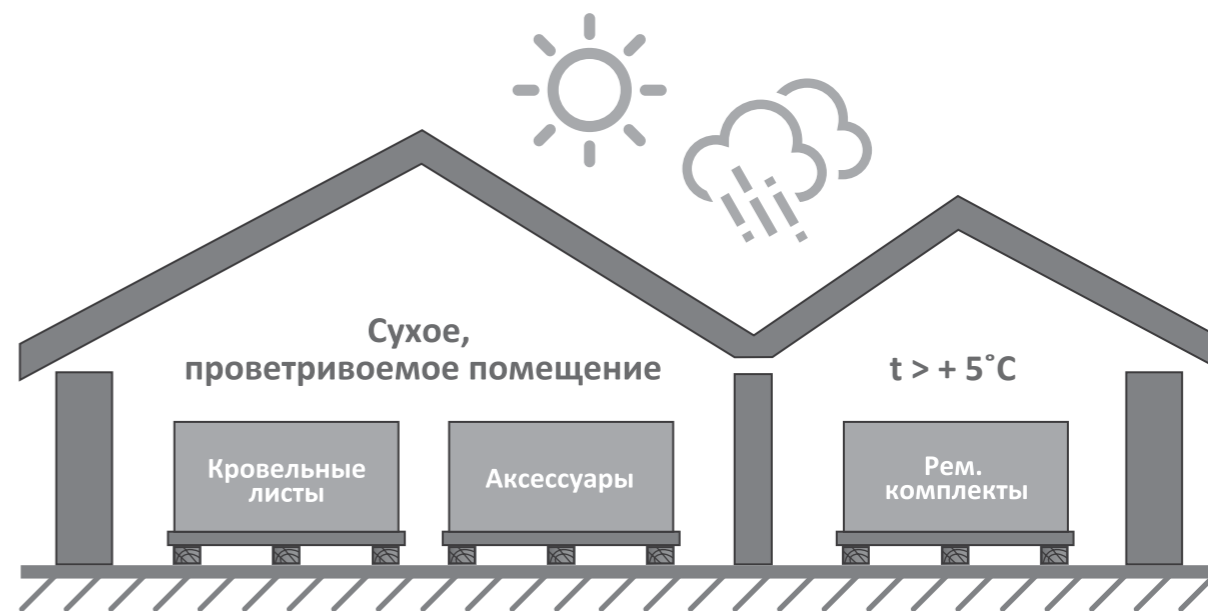 Сухое,
проветривоемое помещение
t > + 5˚C
Кровельные
листы
Аксессуары
Рем.
комплекты